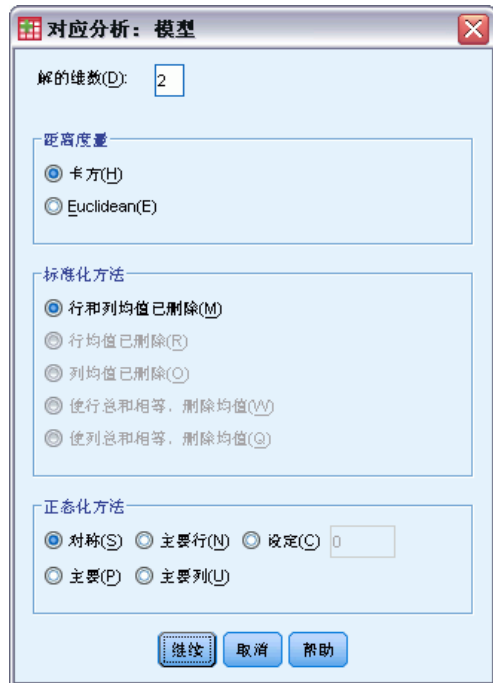 对应分析：模型
解的维数(D): 2
距离度量
卡方(H)
Euclidean(E)
标准化方法
行和列均值已删除(M)
行均值已删除(R)
列均值已删除(O)
使行总和相等，删除均值(W)
使列总和相等，删除均值(Q)
正态化方法
对称(S) 主要行(N) 设定(C) 0
主要(P) 主要列(U)
继续 取消 帮助